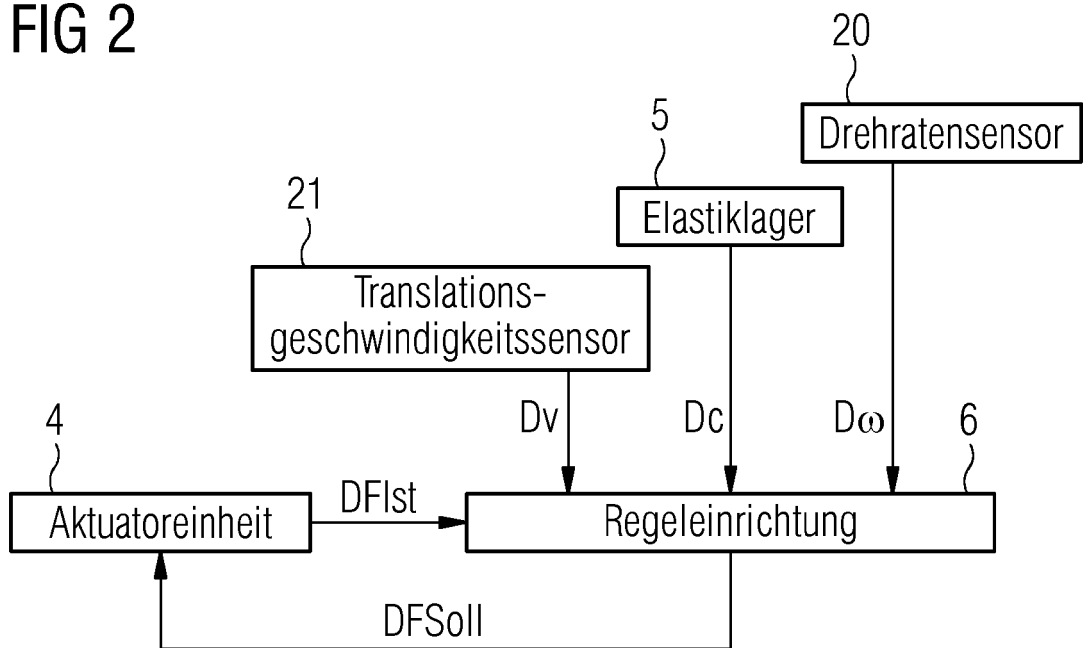 FIG 2
20
Drehratensensor
5
Elastiklager
21
Translations-
geschwindigkeitssensor
Dv
Dc
Dω
4
6
Aktuatoreinheit
DFIst
Regeleinrichtung
DFSoll